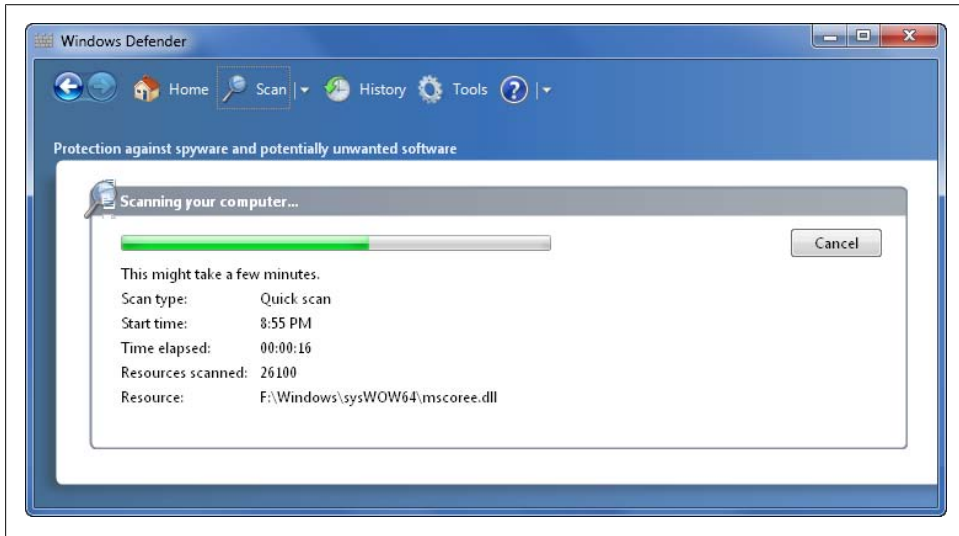 Windows Defender
Home Scan History Tools ?
Protection against spyware and potentially unwanted software
Scanning your computer...
Cancel
This might take a few minutes.
Scan type: Quick scan
Start time: 8:55 PM
Time elapsed: 00:00:16
Resources scanned: 26100
Resource: F:\Windows\sysWOW64\mscoree.dll